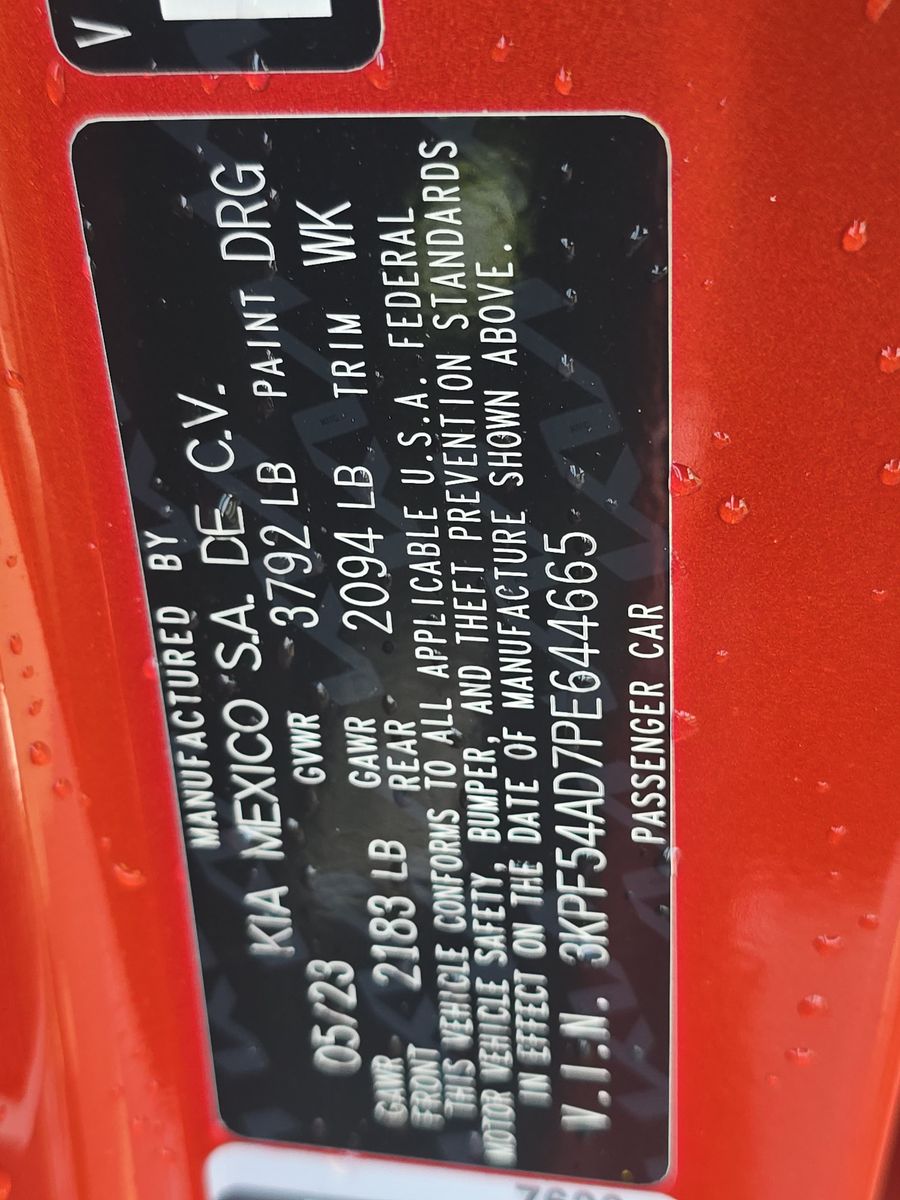 V
MANUFACTURED BY
KIA MEXICO S.A. DE C.V.
05/23 GVWR 3792 LB PAINT DRG
GAWR FRONT 2183 LB GAWR REAR 2094 LB TRIM WK
THIS VEHICLE CONFORMS TO ALL APPLICABLE U.S.A. FEDERAL
MOTOR VEHICLE SAFETY, BUMPER, AND THEFT PREVENTION STANDARDS
IN EFFECT ON THE DATE OF MANUFACTURE SHOWN ABOVE.
V.I.N. 3KPF54AD7PE644665
PASSENGER CAR